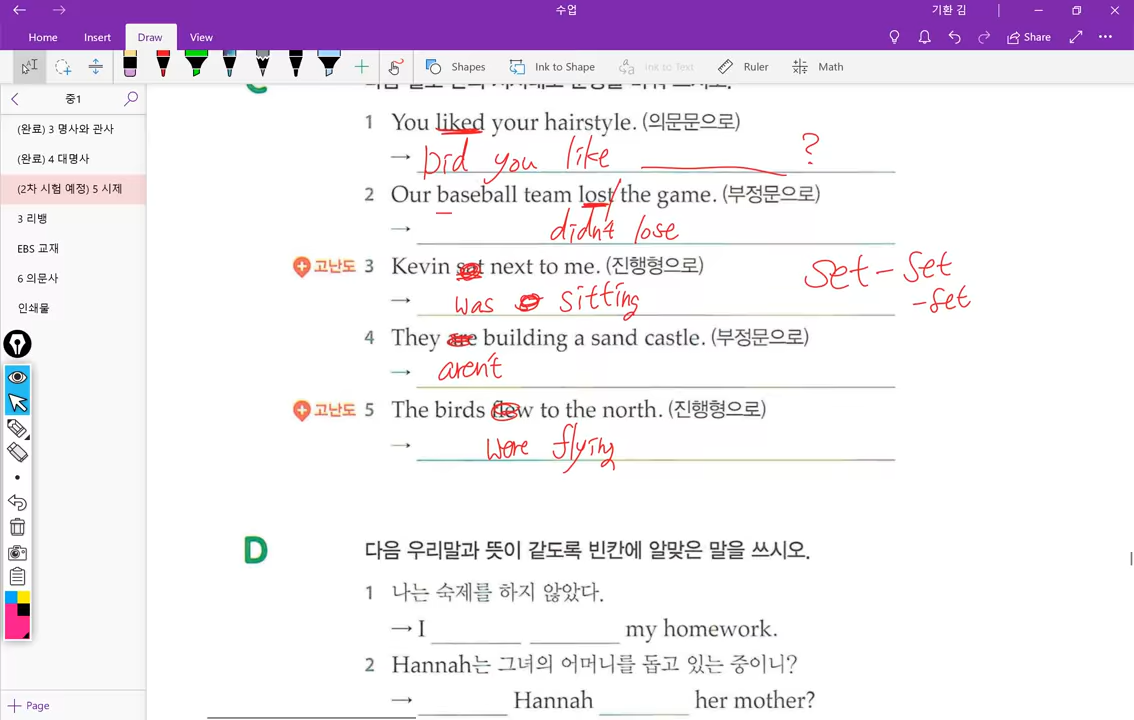 수업
기환 김
Home Insert Draw View
Share
Shapes Ink to Shape Ink to Text Ruler Math
중1
(완료) 3 명사와 관사
(완료) 4 대명사
(2차 시험 예정) 5 시제
3 리뱅
EBS 교재
6 의문사
인쇄물
Page
1 You liked your hairstyle. (의문문으로)
→ Did you like ?
2 Our baseball team lost the game. (부정문으로)
→ didn't lose
고난도 3 Kevin next to me. (진행형으로)
→ was sitting
set - set
- set
4 They are building a sand castle. (부정문으로)
→ aren't
고난도 5 The birds flew to the north. (진행형으로)
→ were flying
D 다음 우리말과 뜻이 같도록 빈칸에 알맞은 말을 쓰시오.
1 나는 숙제를 하지 않았다.
→ I ________ ________ my homework.
2 Hannah는 그녀의 어머니를 돕고 있는 중이니?
→ ________ Hannah ________ her mother?